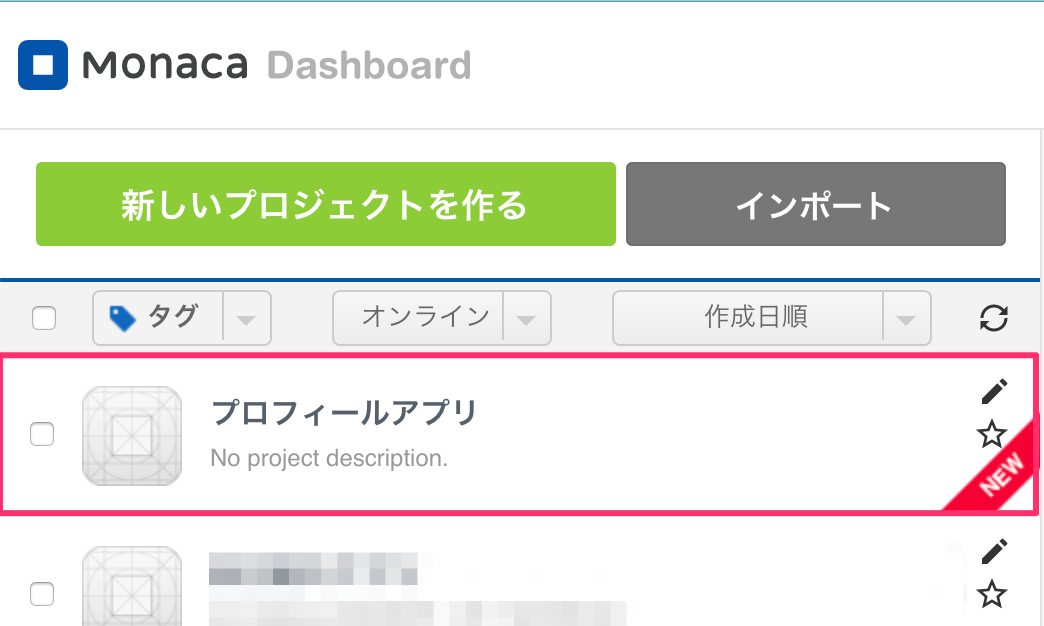 Monaca Dashboard
新しいプロジェクトを作る インポート
タグ オンライン 作成日順
プロフィールアプリ
No project description.
NEW